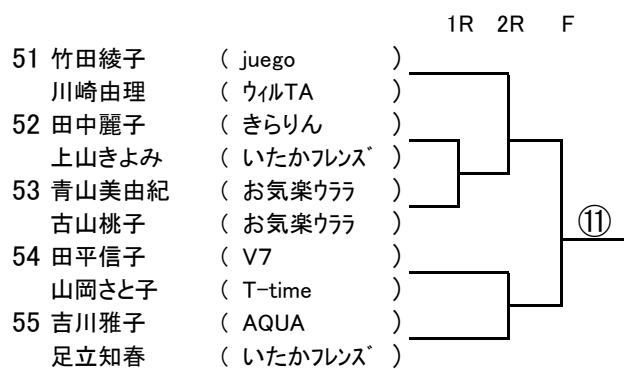 1R 2R F
51 竹田綾子 ( juego )
川崎由理 ( ウィルTA )
52 田中麗子 ( きらりん )
上山きよみ ( いたかフレンズ )
53 青山美由紀 ( お気楽ウララ )
古山桃子 ( お気楽ウララ )
⑪
54 田平信子 ( V7 )
山岡さと子 ( T-time )
55 吉川雅子 ( AQUA )
足立知春 ( いたかフレンズ )